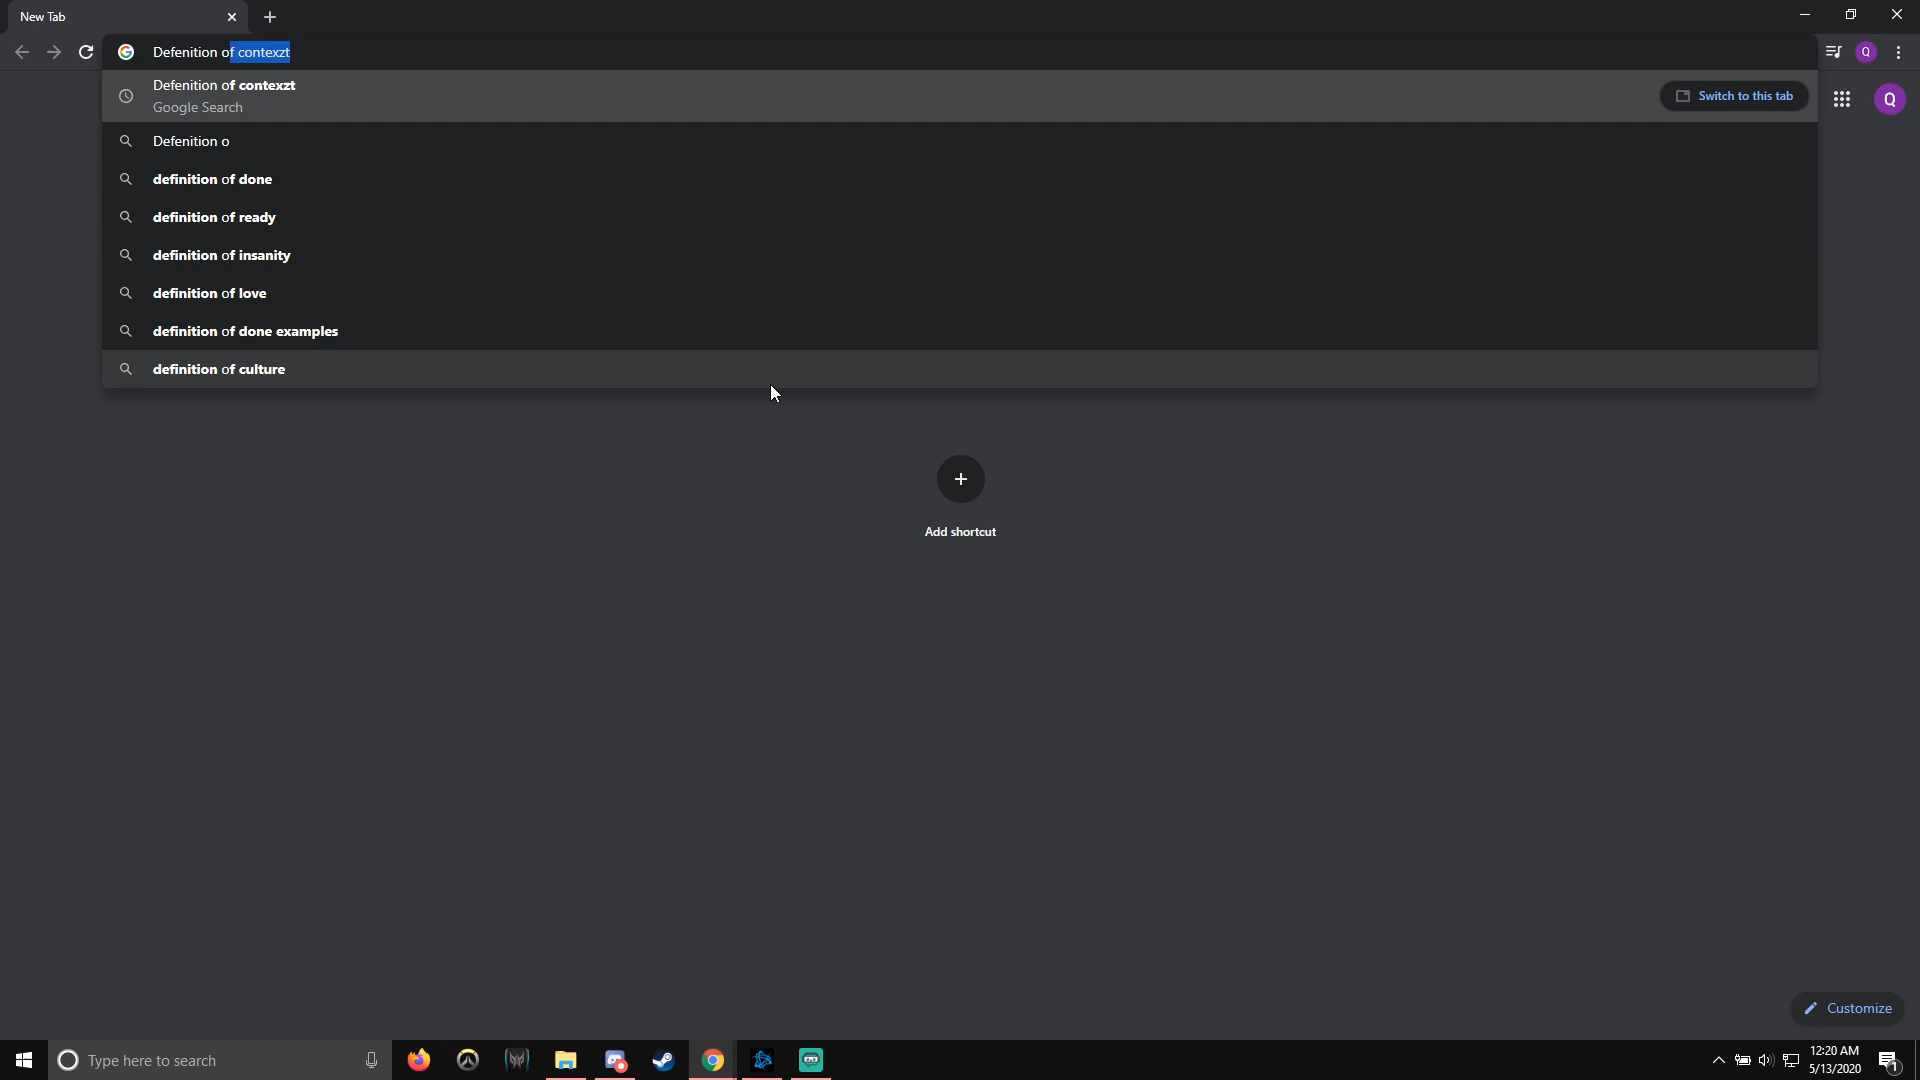 New Tab
Defenition of contexzt
Defenition of contexzt
Google Search
Switch to this tab
Q
Q
Defenition o
definition of done
definition of ready
definition of insanity
definition of love
definition of done examples
definition of culture
Add shortcut
Customize
Type here to search
12:20 AM
5/13/2020
1